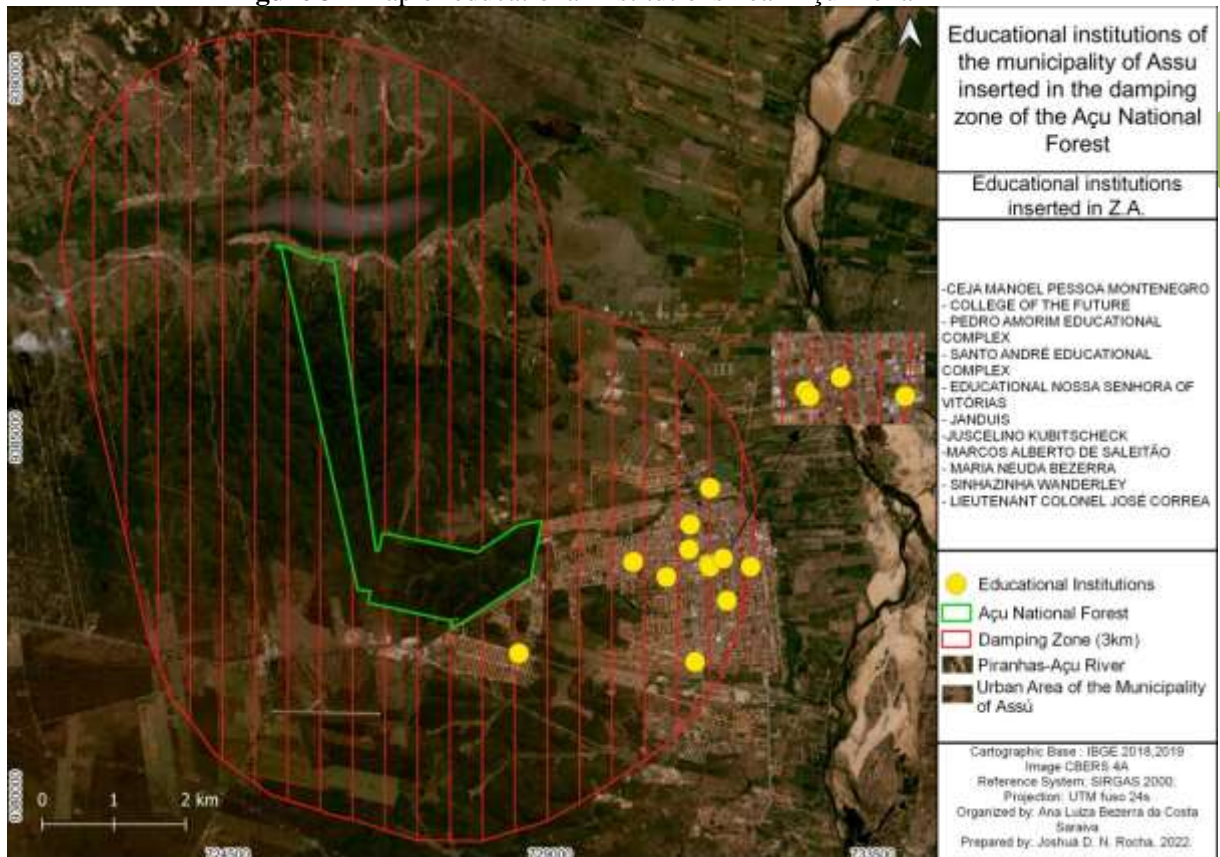 Educational institutions of
the municipality of Assu
inserted in the damping
zone of the Açu National
Forest
Educational institutions
inserted in Z.A.
-CEJA MANOEL PESSOA MONTENEGRO
- COLLEGE OF THE FUTURE
- PEDRO AMORIM EDUCATIONAL
COMPLEX
- SANTO ANDRÉ EDUCATIONAL
COMPLEX
- EDUCATIONAL NOSSA SENHORA OF
VITÓRIAS
- JANDUIS
-JUSCELINO KUBITSCHECK
-MARCOS ALBERTO DE SALEITÃO
- MARIA NEUDA BEZERRA
- SINHAZINHA WANDERLEY
- LIEUTENANT COLONEL JOSÉ CORREA
Educational Institutions
Açu National Forest
Damping Zone (3km)
Piranhas-Açu River
Urban Area of the Municipality
of Assú
Cartographic Base : IBGE 2018,2019
Image CBERS 4A
Reference System: SIRGAS 2000.
Projection: UTM fuso 24s
Organized by: Ana Luiza Bezerra da Costa
Saraiva
Prepared by: Joshua D. N. Rocha, 2022.
0 1 2 km
729000